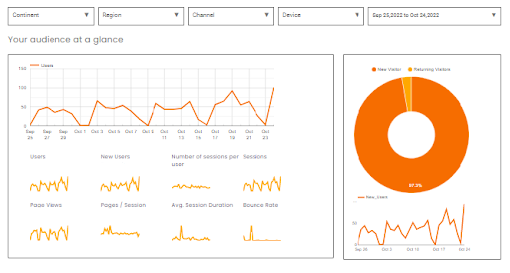 Continent
Region
Channel
Device
Sep 25,2022 to Oct 24,2022
Your audience at a glance
Users
150
100
50
0
Sep 25 Sep 27 Sep 29 Oct 1 Oct 3 Oct 5 Oct 7 Oct 9 Oct 11 Oct 13 Oct 15 Oct 17 Oct 19 Oct 21 Oct 23
Users
New Users
Number of sessions per user
Sessions
Page Views
Pages / Session
Avg. Session Duration
Bounce Rate
New Visitor
Returning Visitors
97.3%
New_Users
50
0
Sep 26 Oct 3 Oct 10 Oct 17 Oct 24